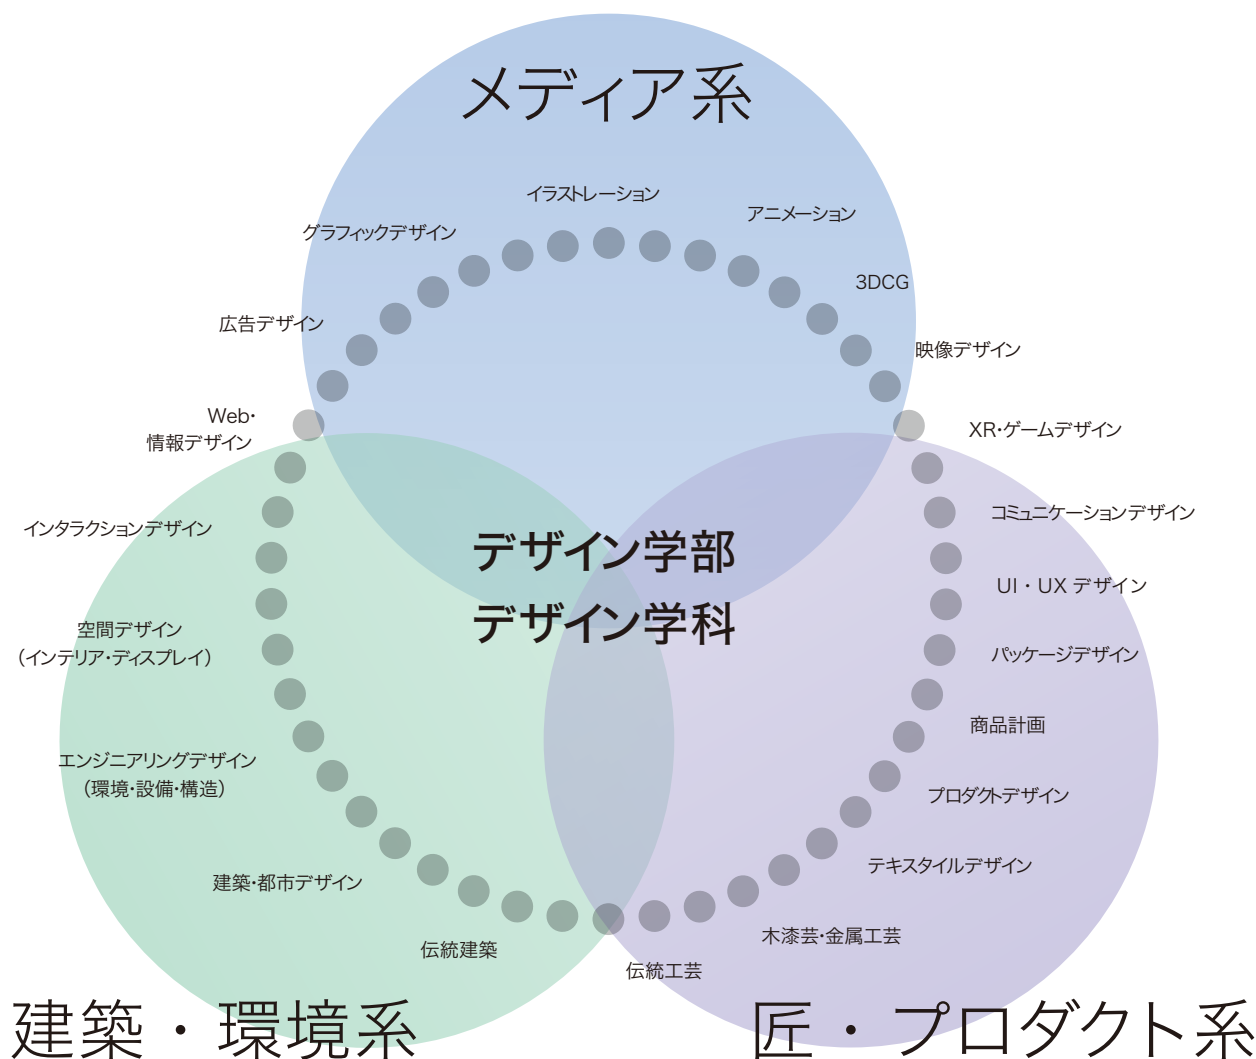 メディア系
イラストレーション
アニメーション
グラフィックデザイン
3DCG
広告デザイン
映像デザイン
Web・
情報デザイン
XR・ゲームデザイン
インタラクションデザイン
コミュニケーションデザイン
デザイン学部
デザイン学科
UI・UX デザイン
空間デザイン
（インテリア・ディスプレイ）
パッケージデザイン
商品計画
エンジニアリングデザイン
（環境・設備・構造）
プロダクトデザイン
テキスタイルデザイン
建築・都市デザイン
木漆芸・金属工芸
伝統建築
伝統工芸
建築・環境系
匠・プロダクト系